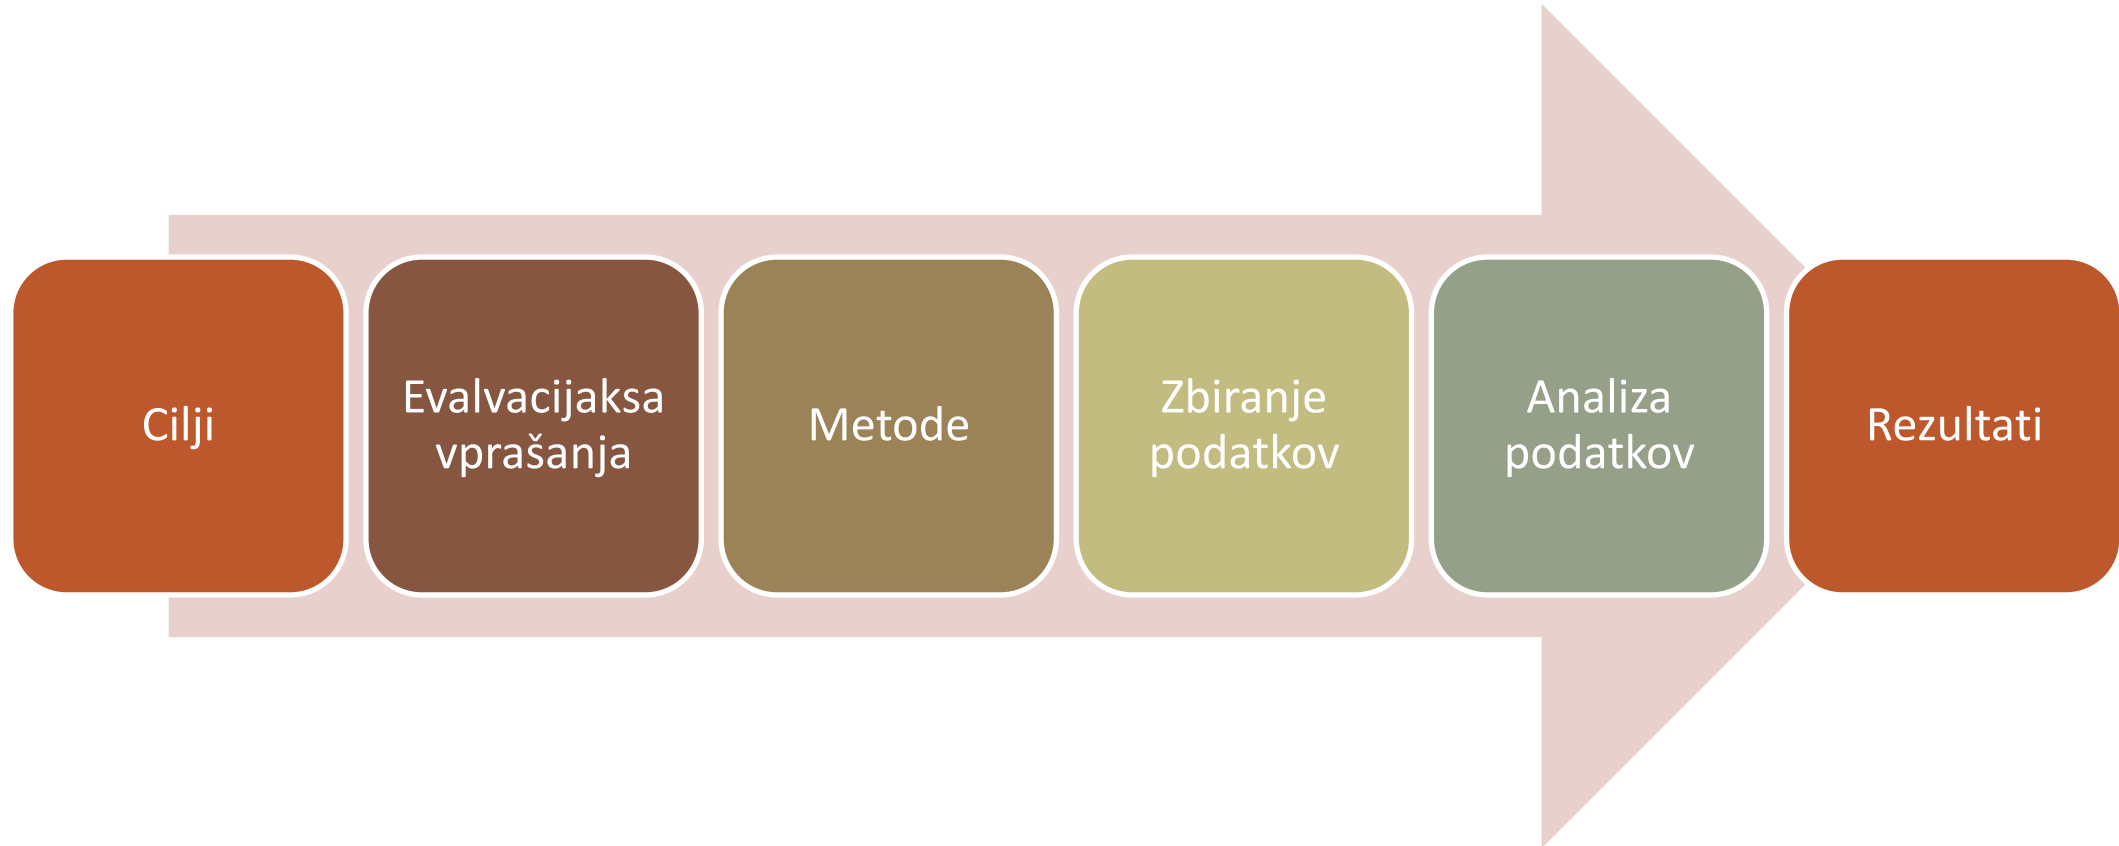 Cilji
Evalvacijaksa
vprašanja
Metode
Zbiranje
podatkov
Analiza
podatkov
Rezultati